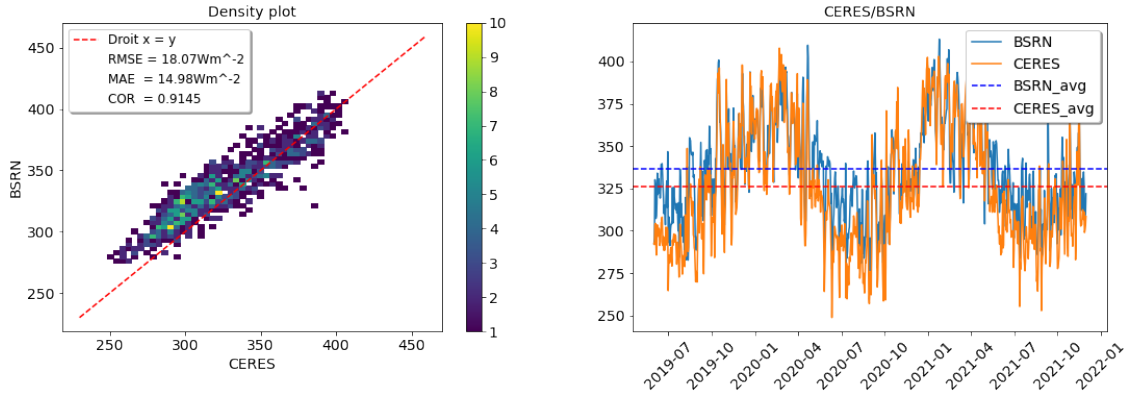 Density plot
Droit x = y
RMSE = 18.07Wm^-2
MAE = 14.98Wm^-2
COR = 0.9145
450
400
350
300
250
BSRN
250 300 350 400 450
CERES
10
9
8
7
6
5
4
3
2
1
CERES/BSRN
BSRN
CERES
BSRN_avg
CERES_avg
400
375
350
325
300
275
250
2019-07 2019-10 2020-01 2020-04 2020-07 2020-10 2021-01 2021-04 2021-07 2021-10 2022-01